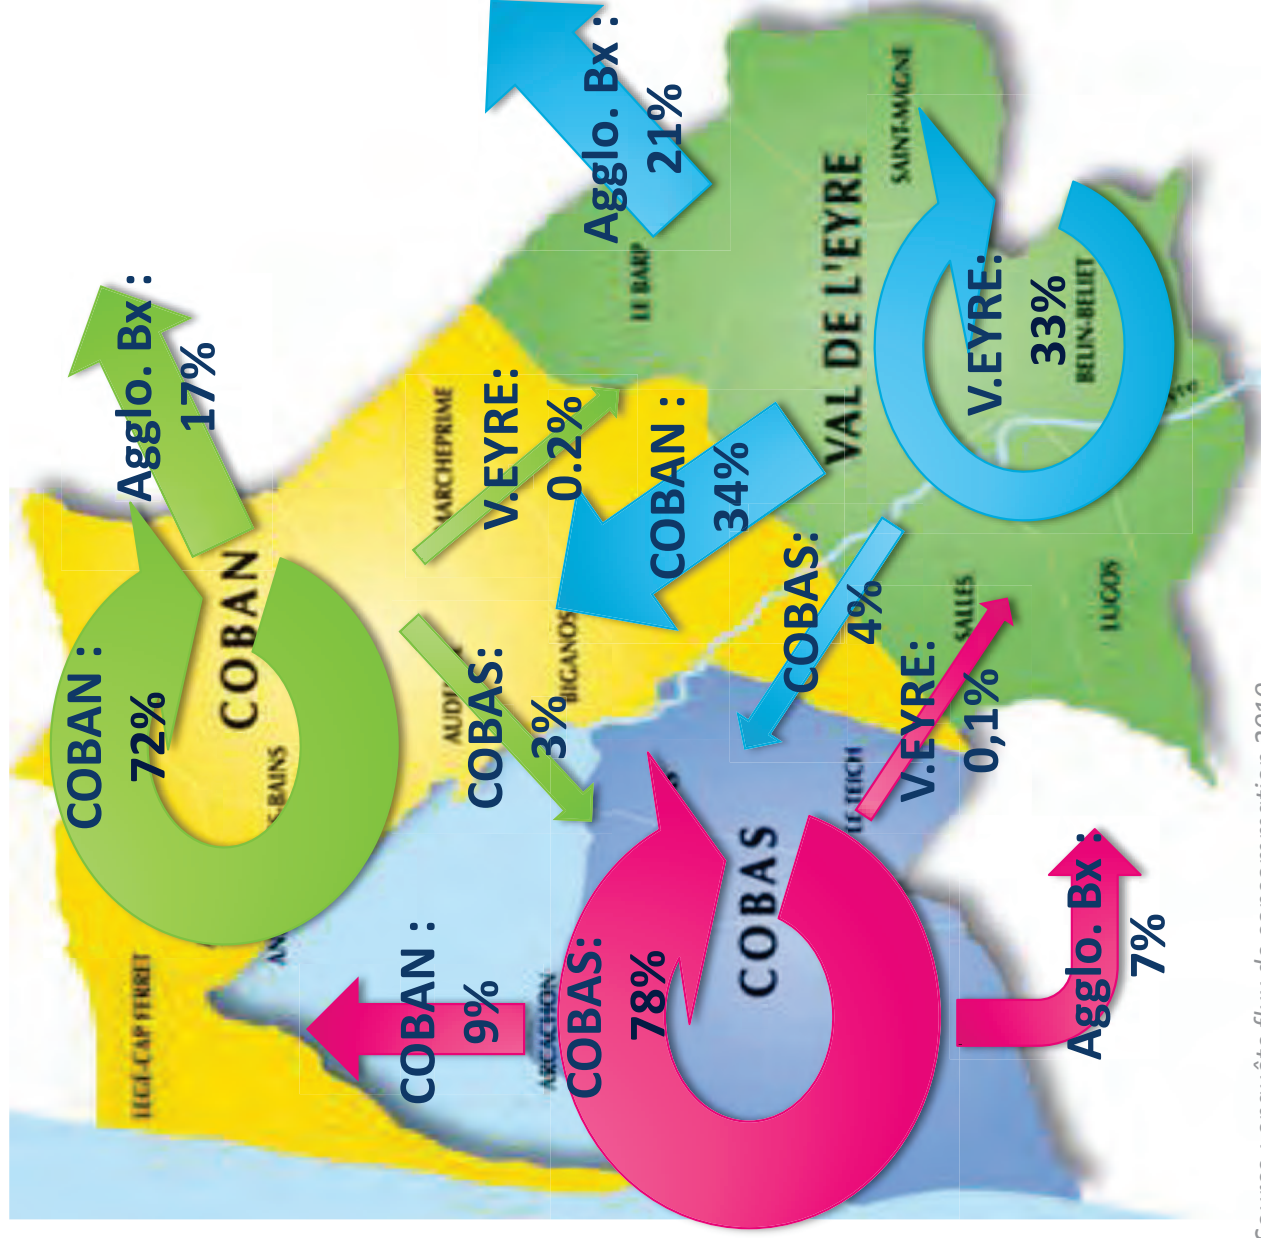 COBAN :
72%
Agglo. Bx :
17%
LEGE-CAP FERRET
COBAN
COBAN :
9%
MARCHEPRIME
V.EYRE:
0.2%
COBAS:
3%
ARCACHON
BIGANOS
COBAS:
78%
Agglo. Bx :
21%
LE BARP
COBAN :
34%
COBAS
COBAS:
4%
VAL DE L'EYRE
LE TEICH
SAINT-MAGNE
V.EYRE:
0,1%
SALLES
V.EYRE:
33%
BELIN-BELIET
Agglo. Bx :
7%
LUGOS